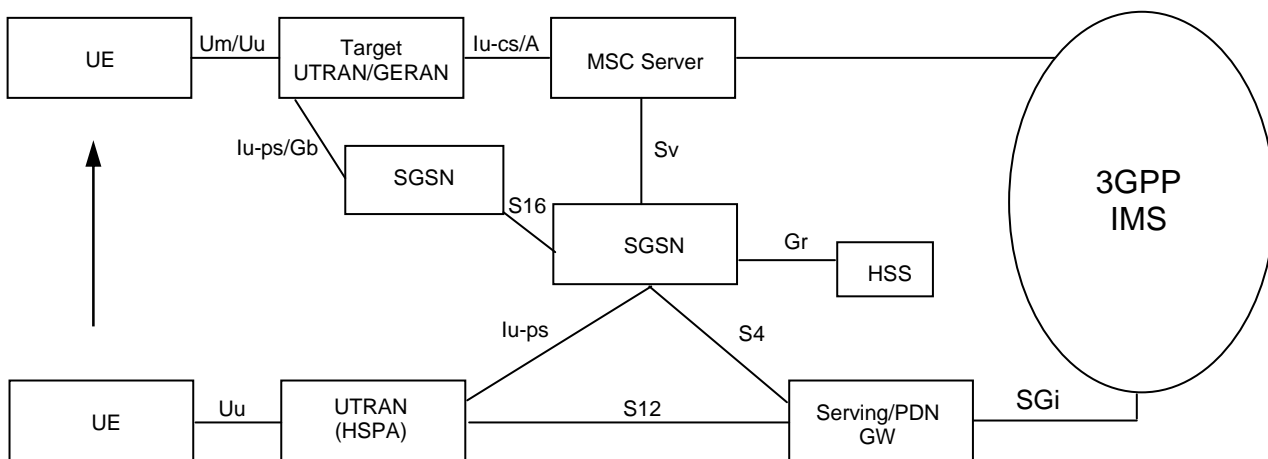 UE
Um/Uu
Target
UTRAN/GERAN
Iu-cs/A
MSC Server
Iu-ps/Gb
SGSN
S16
Sv
3GPP
IMS
SGSN
Gr
HSS
Iu-ps
S4
UE
Uu
UTRAN
(HSPA)
S12
Serving/PDN
GW
SGi